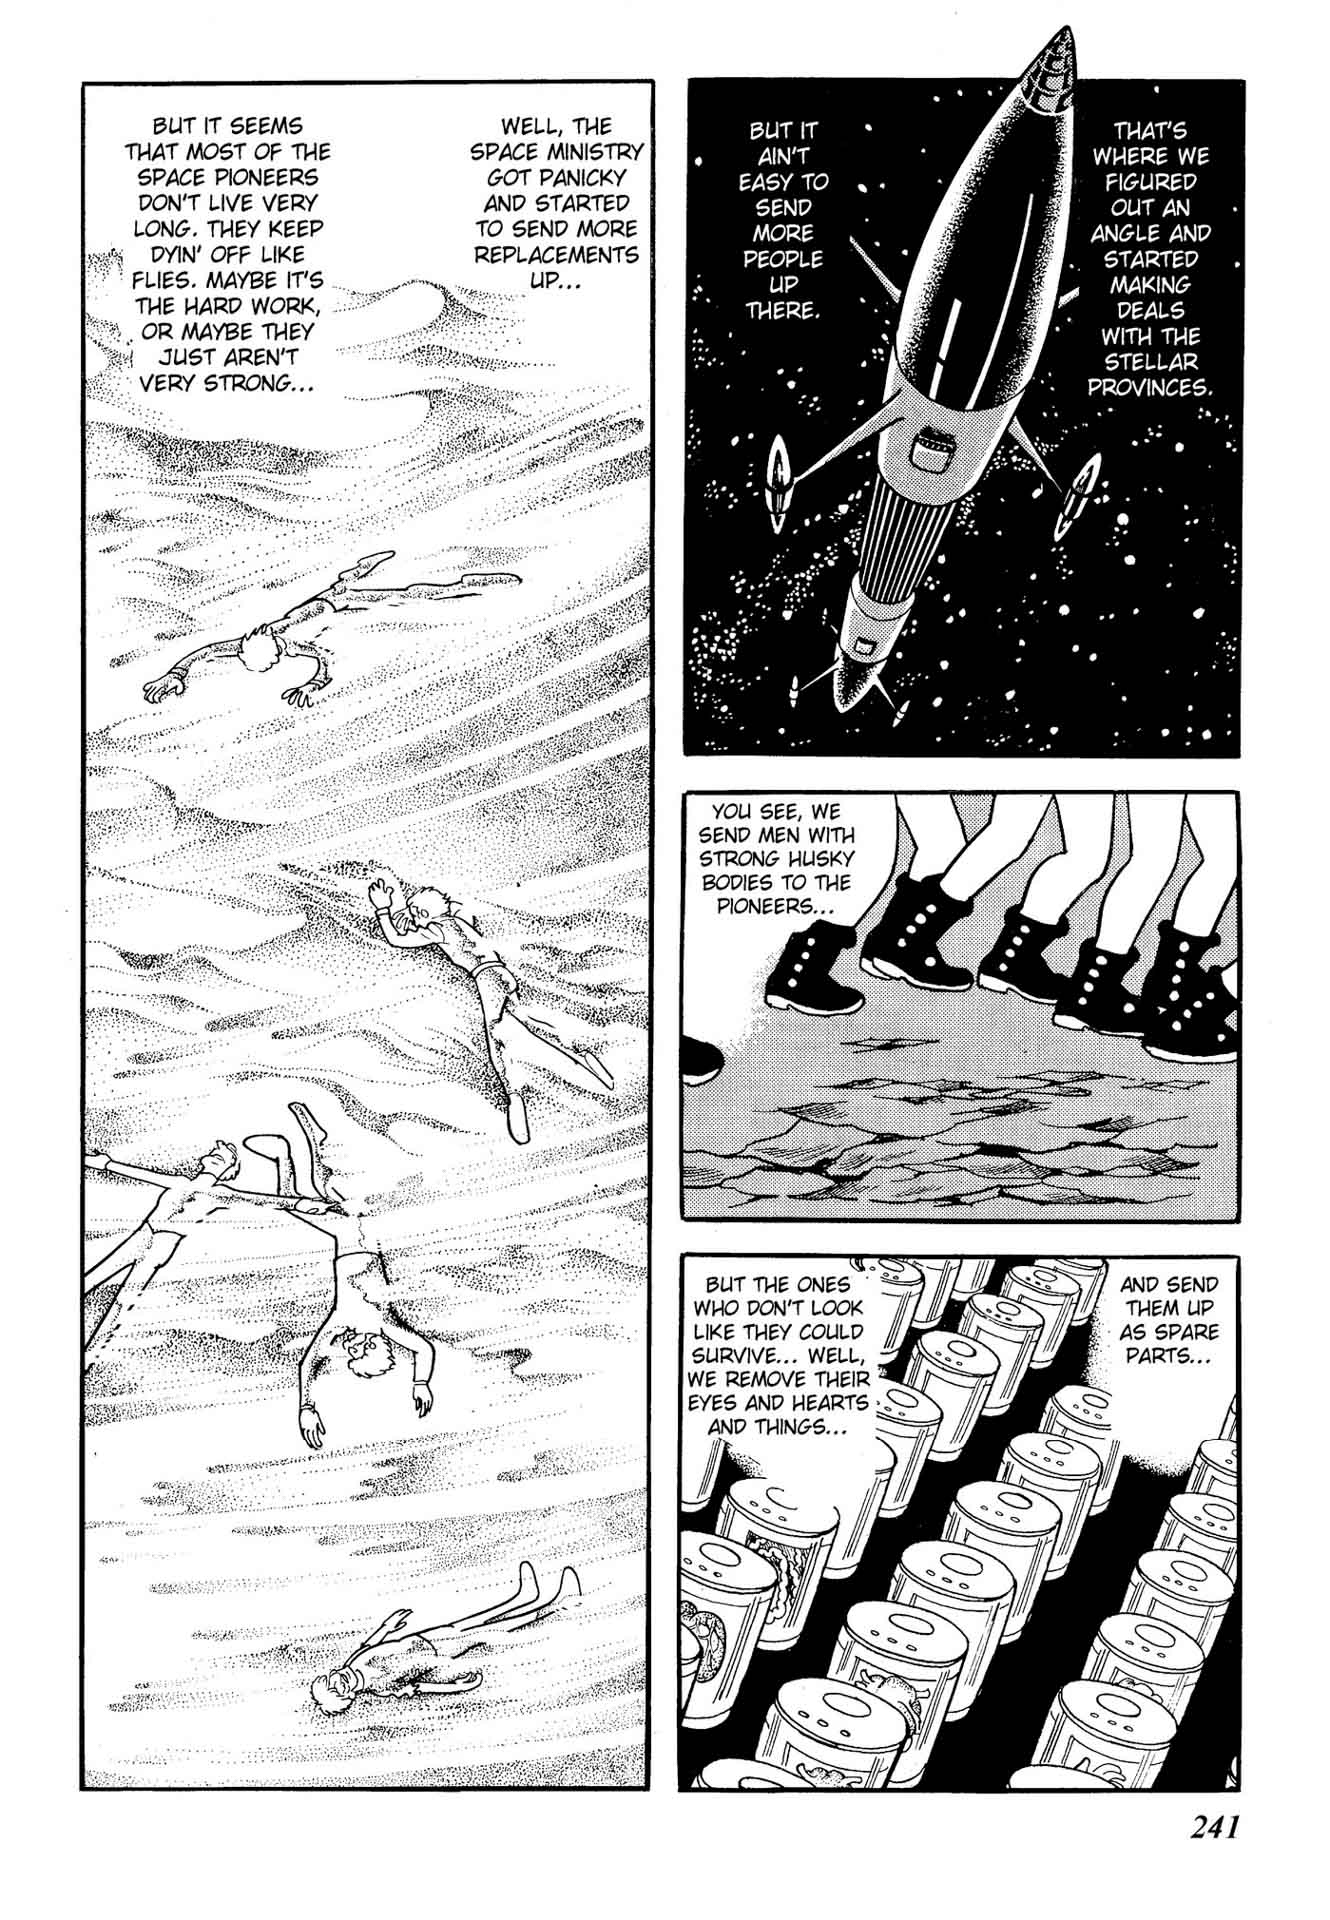 BUT IT SEEMS
THAT MOST OF THE
SPACE PIONEERS
DON'T LIVE VERY
LONG. THEY KEEP
DYIN' OFF LIKE
FLIES. MAYBE IT'S
THE HARD WORK,
OR MAYBE THEY
JUST AREN'T
VERY STRONG...
WELL, THE
SPACE MINISTRY
GOT PANICKY
AND STARTED
TO SEND MORE
REPLACEMENTS
UP...
BUT IT
AIN'T
EASY TO
SEND
MORE
PEOPLE
UP
THERE.
THAT'S
WHERE WE
FIGURED
OUT AN
ANGLE AND
STARTED
MAKING
DEALS
WITH THE
STELLAR
PROVINCES.
YOU SEE, WE
SEND MEN WITH
STRONG HUSKY
BODIES TO THE
PIONEERS...
BUT THE ONES
WHO DON'T LOOK
LIKE THEY COULD
SURVIVE... WELL,
WE REMOVE THEIR
EYES AND HEARTS
AND THINGS...
AND SEND
THEM UP
AS SPARE
PARTS...
241